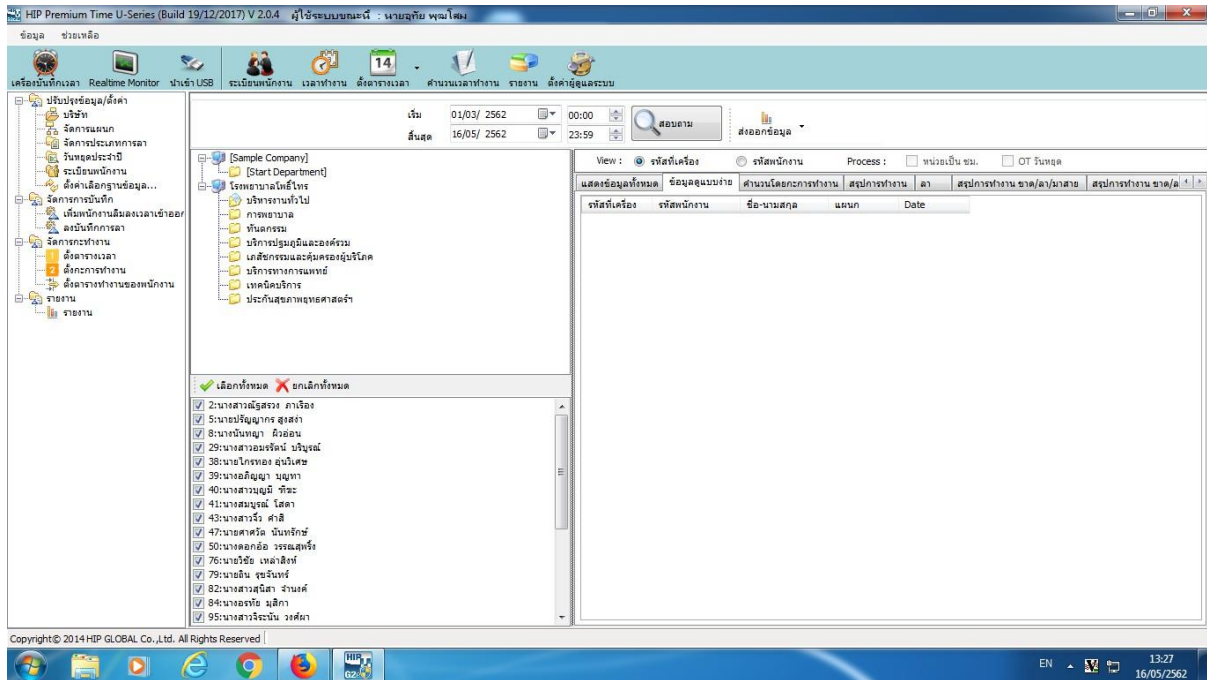 HIP Premium Time U-Series (Build 19/12/2017) V 2.0.4 ผู้ใช้ระบบขณะนี้ : นายอุทัย พุฒโสม
ข้อมูล ช่วยเหลือ
14
เครื่องบันทึกเวลา Realtime Monitor นำเข้า USB ระเบียนพนักงาน เวลาทำงาน ตั้งตารางเวลา คำนวนเวลาทำงาน รายงาน ตั้งค่าผู้ดูแลระบบ
ปรับปรุงข้อมูล/ตั้งค่า
บริษัท
จัดการแผนก
จัดการประเภทการลา
วันหยุดประจำปี
ระเบียนพนักงาน
ตั้งค่าเลือกฐานข้อมูล...
จัดการการบันทึก
เพิ่มพนักงานลืมลงเวลาเข้าออก
ลงบันทึกการลา
จัดการกะทำงาน
1 ตั้งตารางเวลา
2 ตั้งกะการทำงาน
ตั้งตารางทำงานของพนักงาน
รายงาน
รายงาน
เริ่ม 01/03/ 2562 00:00
สิ้นสุด 16/05/ 2562 23:59
สอบถาม
ส่งออกข้อมูล
[Sample Company]
[Start Department]
โรงพยาบาลโพธิ์ไทร
บริหารงานทั่วไป
การพยาบาล
ทันตกรรม
บริการปฐมภูมิและองค์รวม
เภสัชกรรมและคุ้มครองผู้บริโภค
บริการทางการแพทย์
เทคนิคบริการ
ประกันสุขภาพยุทธศาสตร์ฯ
View : รหัสที่เครื่อง รหัสพนักงาน Process : หน่วยเป็น ชม. OT วันหยุด
แสดงข้อมูลทั้งหมด ข้อมูลดูแบบง่าย คำนวนโดยกะการทำงาน สรุปการทำงาน ลา สรุปการทำงาน ขาด/ลา/มาสาย สรุปการทำงาน ขาด/ล
รหัสที่เครื่อง รหัสพนักงาน ชื่อ-นามสกุล แผนก Date
เลือกทั้งหมด ยกเลิกทั้งหมด
2:นางสาวณัฐสรวง ภาเรือง
5:นายปรัญญากร สูงสง่า
8:นางนันทญา ผิวอ่อน
29:นางสาวอมรรัตน์ บริบูรณ์
38:นายไกรทอง อุ่นวิเศษ
39:นางอภิญญา บุญทา
40:นางสาวบุญมี ทีฆะ
41:นางสมบูรณ์ โสดา
43:นางสาวจิ๋ว คำสี
47:นายศาศวัต นันทรักษ์
50:นางดอกอ้อ วรรณสุหริ้ง
76:นายวิชัย เหล่าสิงห์
79:นายถิน รุขจันทร์
82:นางสาวสุนิสา จำนงค์
84:นางอรทัย มุสิกา
95:นางสาวจิระนัน วงศ์ผา
Copyright© 2014 HIP GLOBAL Co.,Ltd. All Rights Reserved
HIP
EN 13:27
16/05/2562